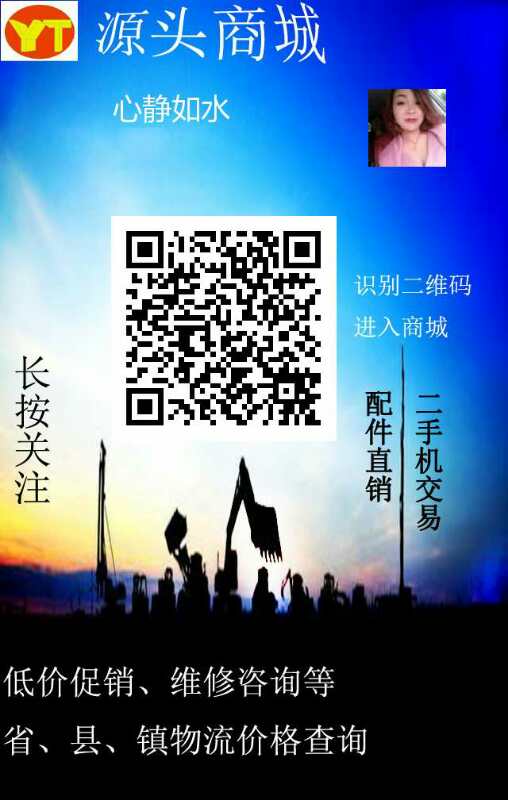 YT
源头商城
心静如水
识别二维码
进入商城
长按关注
配件直销
二手机交易
低价促销、维修咨询等
省、县、镇物流价格查询